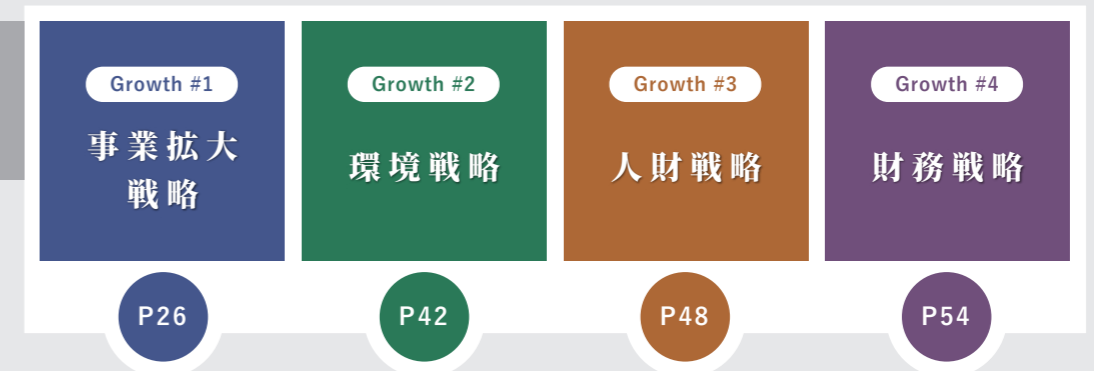 Growth #1
事業拡大
戦略
P26
Growth #2
環境戦略
P42
Growth #3
人財戦略
P48
Growth #4
財務戦略
P54